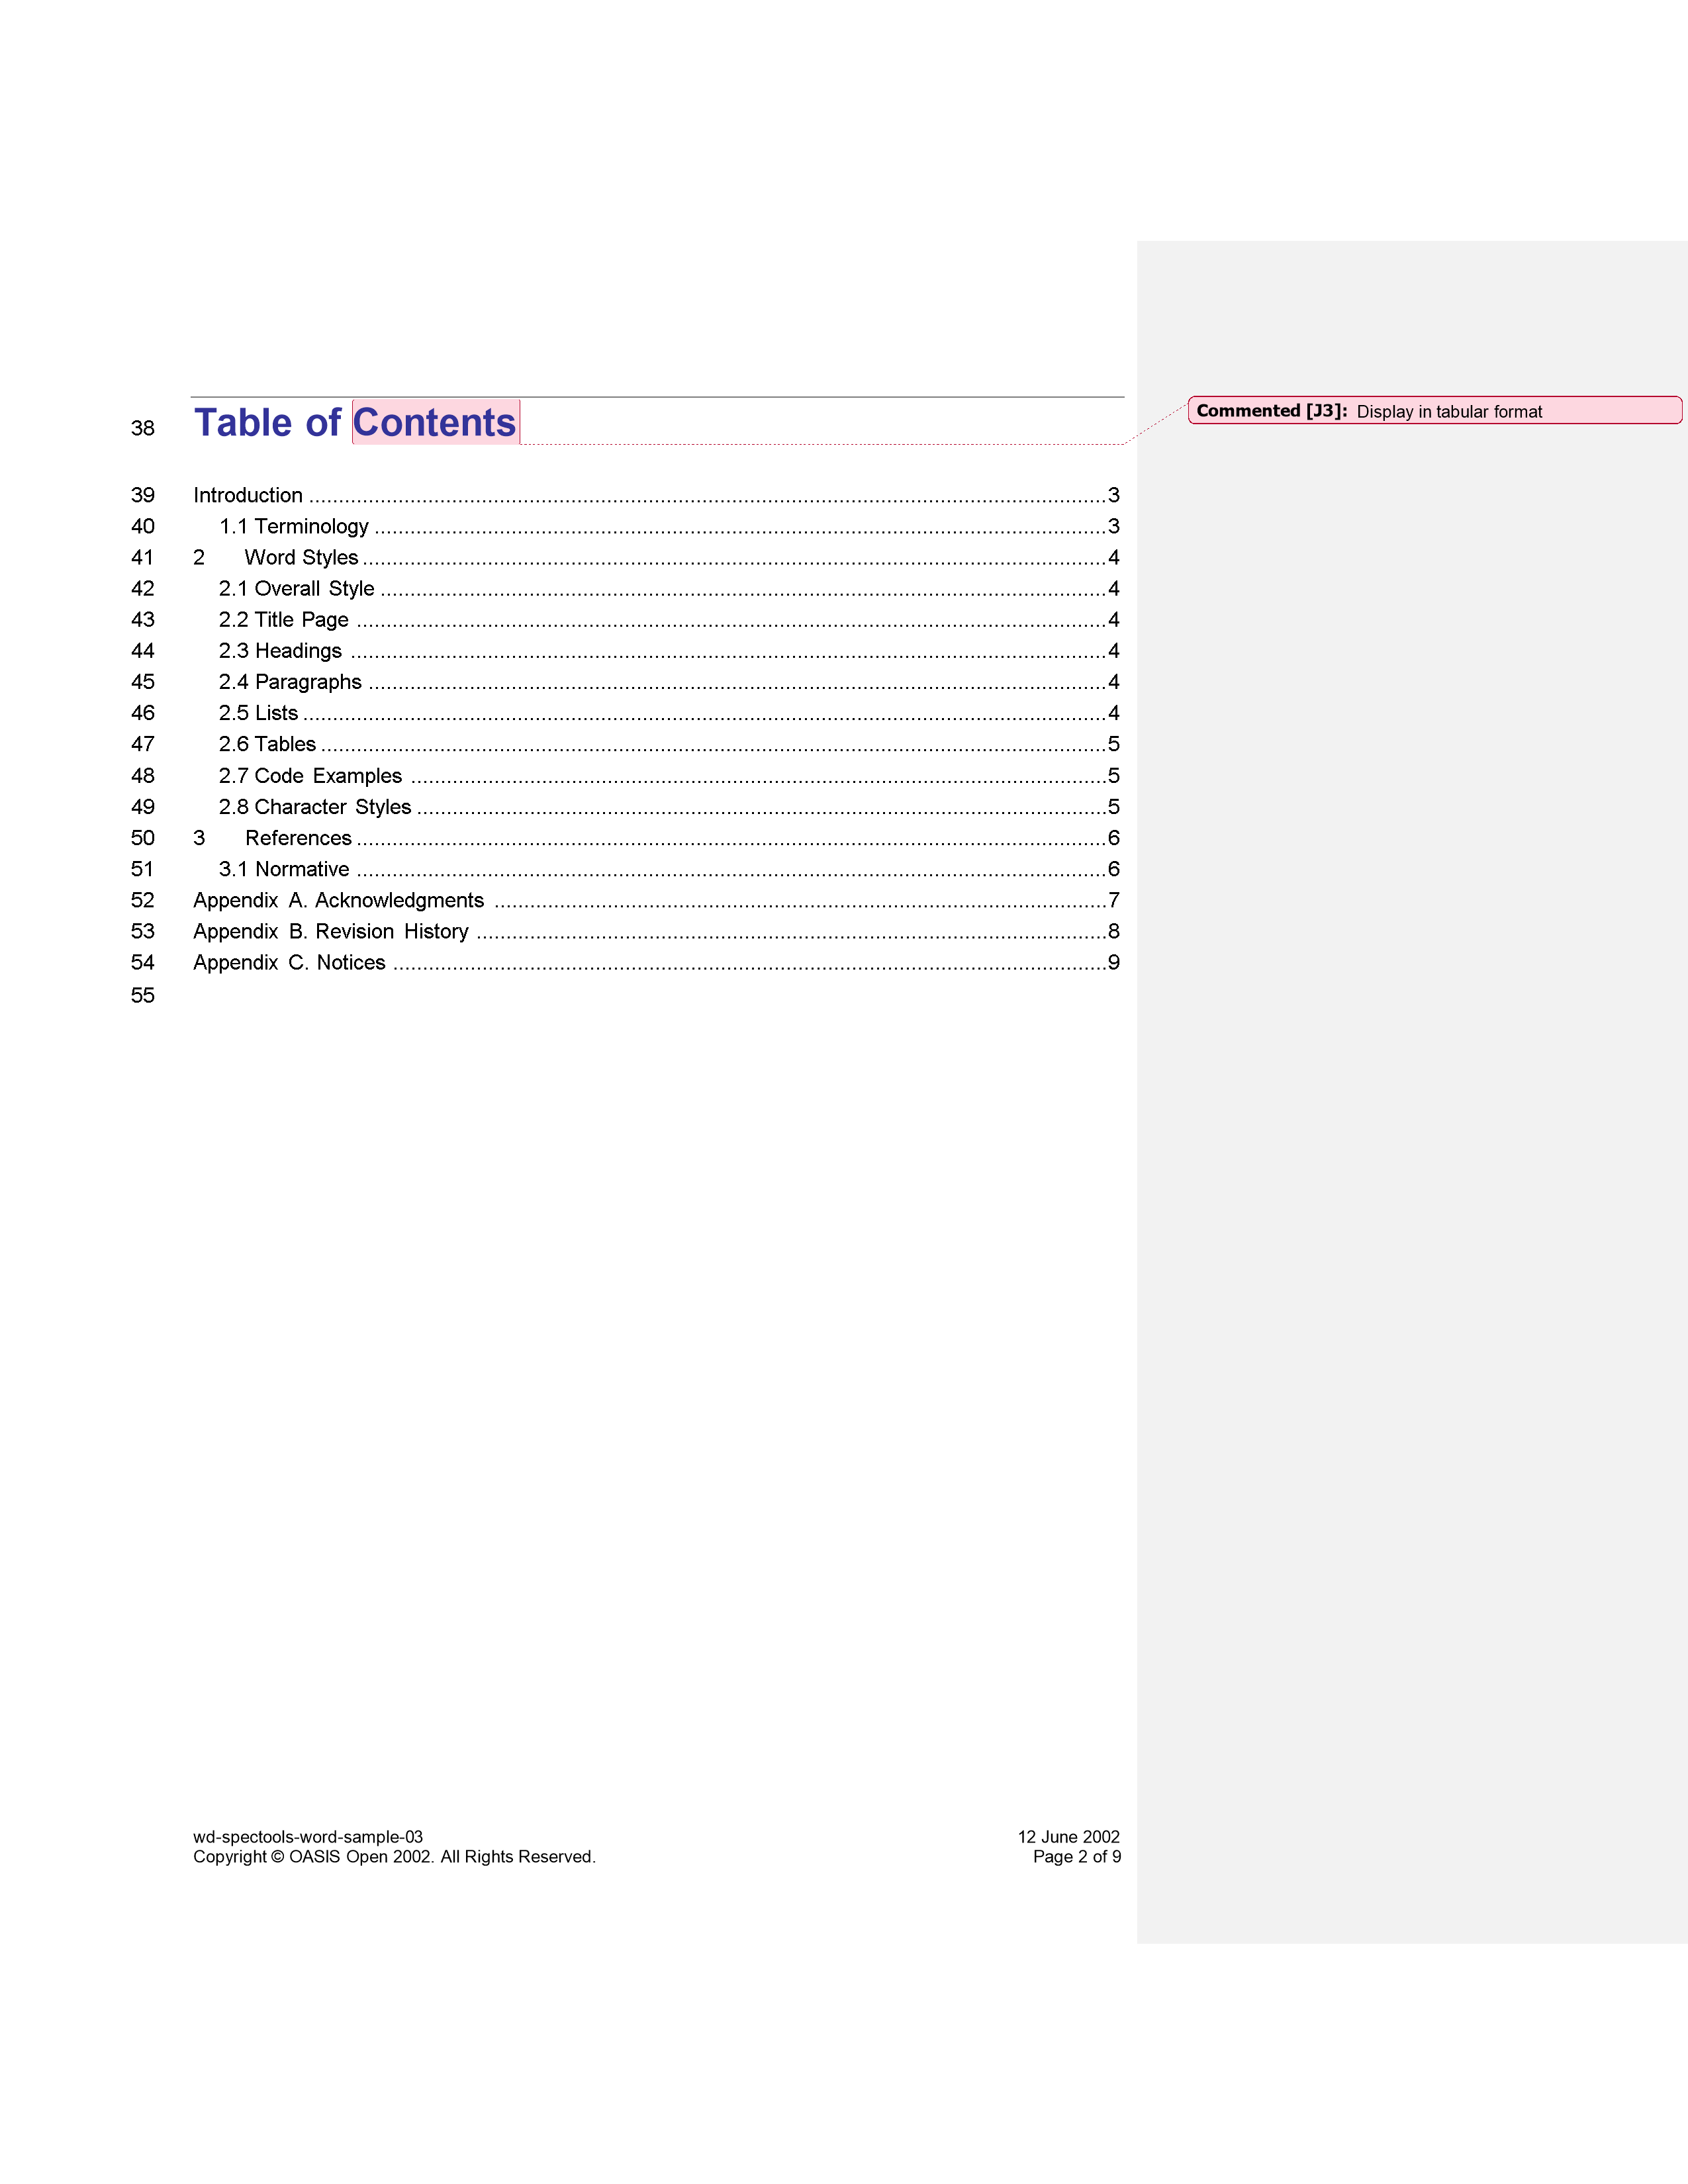 38 Table of Contents
Commented [J3]: Display in tabular format
39 Introduction ........................................ 3
40 1.1 Terminology ........................................ 3
41 2 Word Styles ........................................ 4
42 2.1 Overall Style ........................................ 4
43 2.2 Title Page ........................................ 4
44 2.3 Headings ........................................ 4
45 2.4 Paragraphs ........................................ 4
46 2.5 Lists ........................................ 4
47 2.6 Tables ........................................ 5
48 2.7 Code Examples ........................................ 5
49 2.8 Character Styles ........................................ 5
50 3 References ........................................ 6
51 3.1 Normative ........................................ 6
52 Appendix A. Acknowledgments ........................................ 7
53 Appendix B. Revision History ........................................ 8
54 Appendix C. Notices ........................................ 9
55
wd-spectools-word-sample-03 12 June 2002
Copyright © OASIS Open 2002. All Rights Reserved. Page 2 of 9